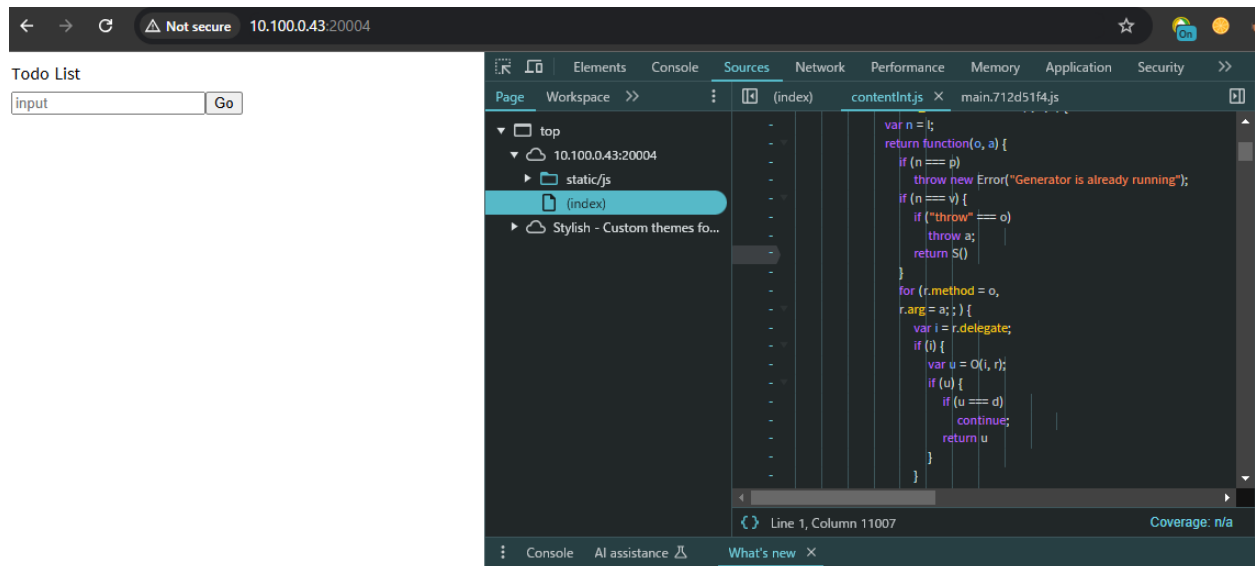 Not secure 10.100.0.43:20004
On
Todo List
input Go
Elements Console Sources Network Performance Memory Application Security
Page Workspace
(index) contentInt.js × main.712d51f4.js
top
10.100.0.43:20004
static/js
(index)
Stylish - Custom themes fo...
var n = l;
return function(o, a) {
if (n === p)
throw new Error("Generator is already running");
if (n === v) {
if ("throw" === o)
throw a;
return S()
}
for (r.method = o,
r.arg = a; ; ) {
var i = r.delegate;
if (i) {
var u = O(i, r);
if (u) {
if (u === d)
continue;
return u
}
}
{} Line 1, Column 11007
Coverage: n/a
Console AI assistance What's new ×